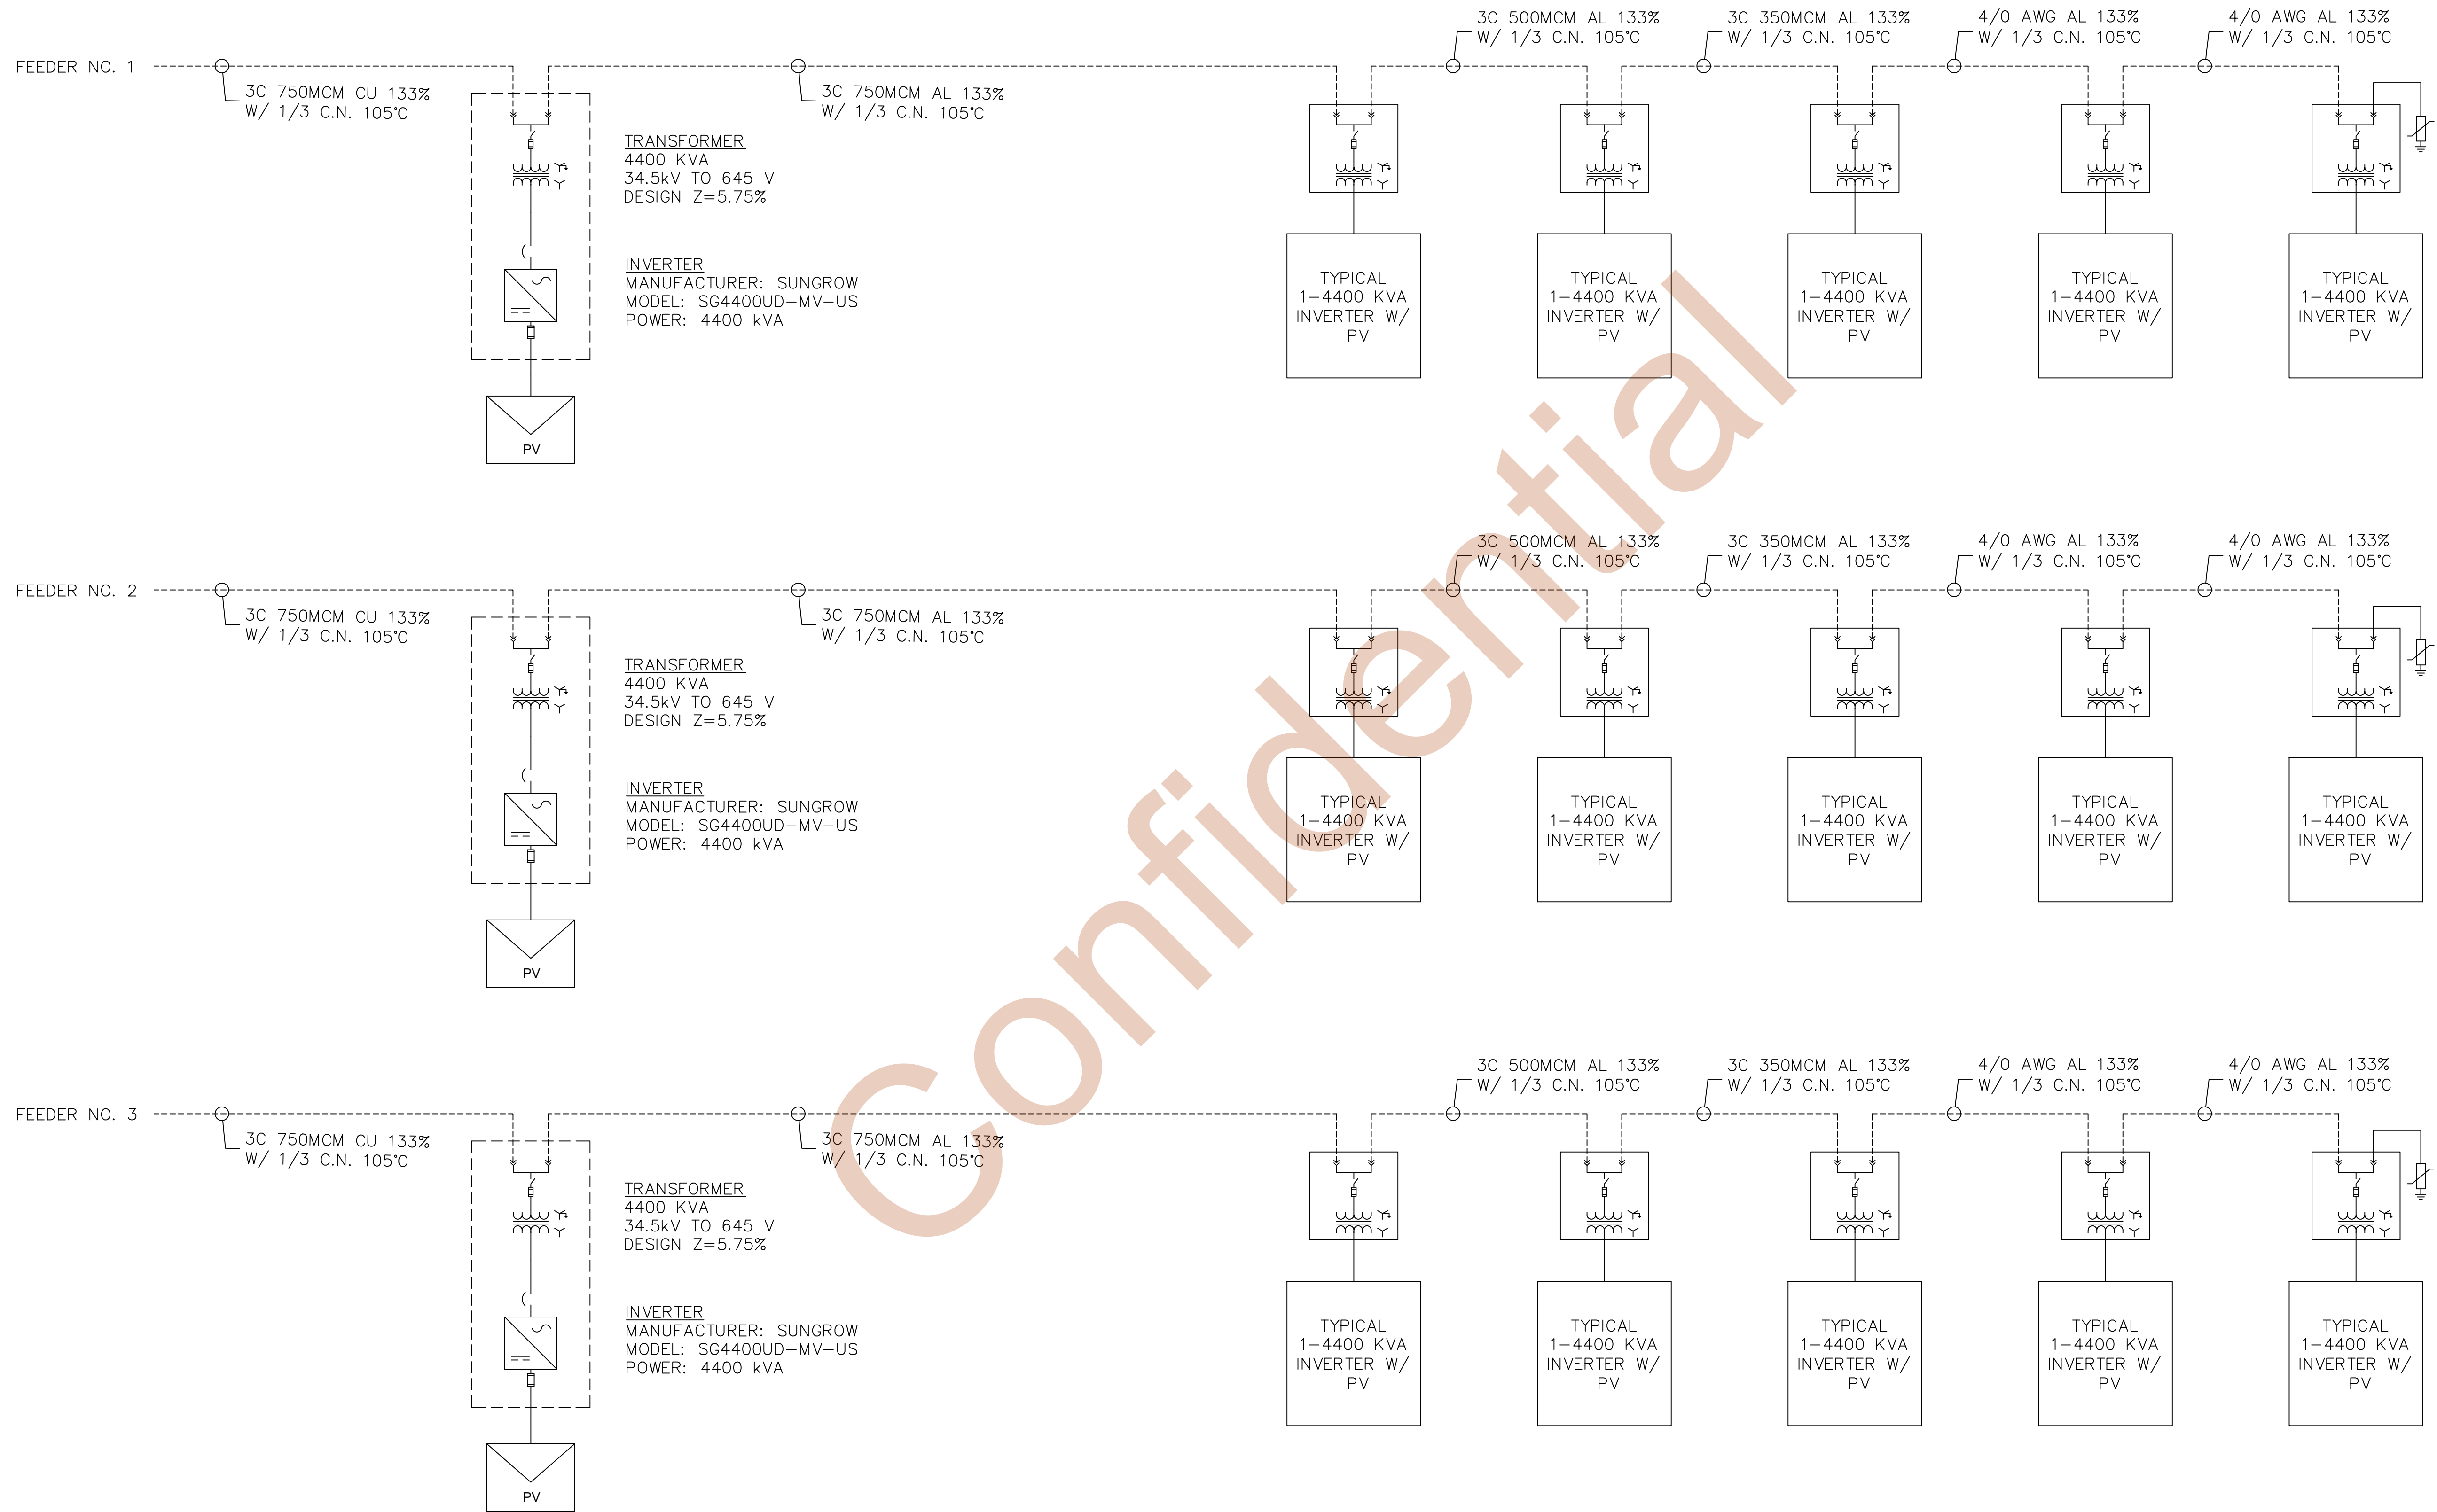 3C 500MCM AL 133%
W/ 1/3 C.N. 105°C
3C 350MCM AL 133%
W/ 1/3 C.N. 105°C
4/0 AWG AL 133%
W/ 1/3 C.N. 105°C
4/0 AWG AL 133%
W/ 1/3 C.N. 105°C
FEEDER NO. 1
3C 750MCM CU 133%
W/ 1/3 C.N. 105°C
3C 750MCM AL 133%
W/ 1/3 C.N. 105°C
TRANSFORMER
4400 KVA
34.5kV TO 645 V
DESIGN Z=5.75%
INVERTER
MANUFACTURER: SUNGROW
MODEL: SG4400UD-MV-US
POWER: 4400 kVA
PV
TYPICAL
1-4400 KVA
INVERTER W/
PV
TYPICAL
1-4400 KVA
INVERTER W/
PV
TYPICAL
1-4400 KVA
INVERTER W/
PV
TYPICAL
1-4400 KVA
INVERTER W/
PV
TYPICAL
1-4400 KVA
INVERTER W/
PV
3C 500MCM AL 133%
W/ 1/3 C.N. 105°C
3C 350MCM AL 133%
W/ 1/3 C.N. 105°C
4/0 AWG AL 133%
W/ 1/3 C.N. 105°C
4/0 AWG AL 133%
W/ 1/3 C.N. 105°C
FEEDER NO. 2
3C 750MCM CU 133%
W/ 1/3 C.N. 105°C
3C 750MCM AL 133%
W/ 1/3 C.N. 105°C
TRANSFORMER
4400 KVA
34.5kV TO 645 V
DESIGN Z=5.75%
INVERTER
MANUFACTURER: SUNGROW
MODEL: SG4400UD-MV-US
POWER: 4400 kVA
PV
TYPICAL
1-4400 KVA
INVERTER W/
PV
TYPICAL
1-4400 KVA
INVERTER W/
PV
TYPICAL
1-4400 KVA
INVERTER W/
PV
TYPICAL
1-4400 KVA
INVERTER W/
PV
TYPICAL
1-4400 KVA
INVERTER W/
PV
3C 500MCM AL 133%
W/ 1/3 C.N. 105°C
3C 350MCM AL 133%
W/ 1/3 C.N. 105°C
4/0 AWG AL 133%
W/ 1/3 C.N. 105°C
4/0 AWG AL 133%
W/ 1/3 C.N. 105°C
FEEDER NO. 3
3C 750MCM CU 133%
W/ 1/3 C.N. 105°C
3C 750MCM AL 133%
W/ 1/3 C.N. 105°C
TRANSFORMER
4400 KVA
34.5kV TO 645 V
DESIGN Z=5.75%
INVERTER
MANUFACTURER: SUNGROW
MODEL: SG4400UD-MV-US
POWER: 4400 kVA
PV
TYPICAL
1-4400 KVA
INVERTER W/
PV
TYPICAL
1-4400 KVA
INVERTER W/
PV
TYPICAL
1-4400 KVA
INVERTER W/
PV
TYPICAL
1-4400 KVA
INVERTER W/
PV
TYPICAL
1-4400 KVA
INVERTER W/
PV
Confidential